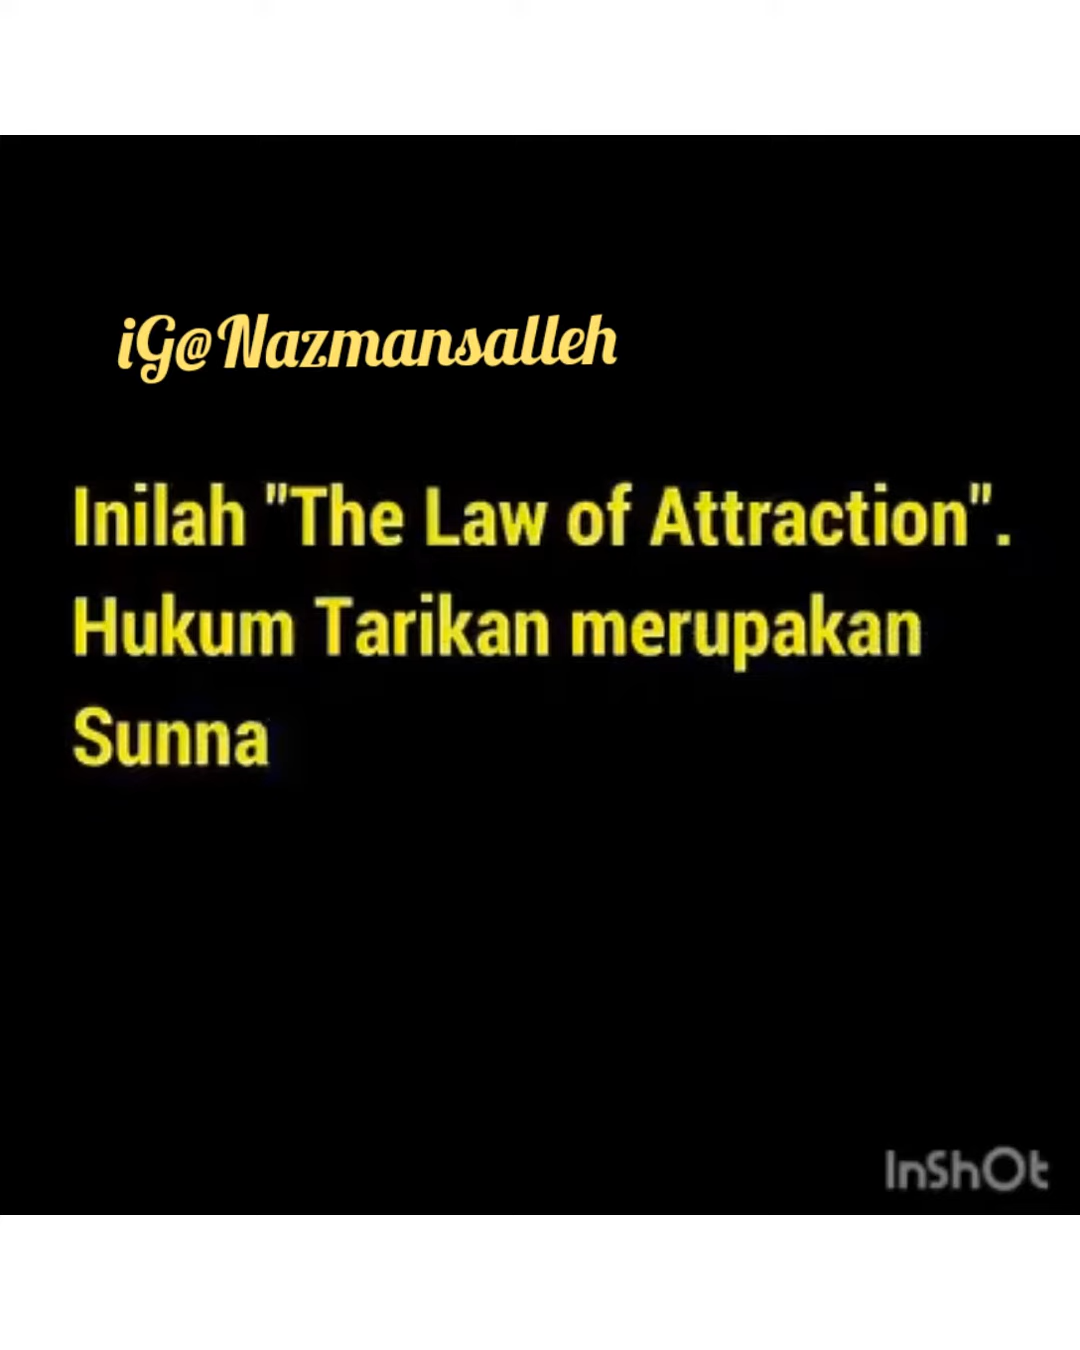 iG@Nazmansalleh
Inilah "The Law of Attraction".
Hukum Tarikan merupakan
Sunna
InShOt